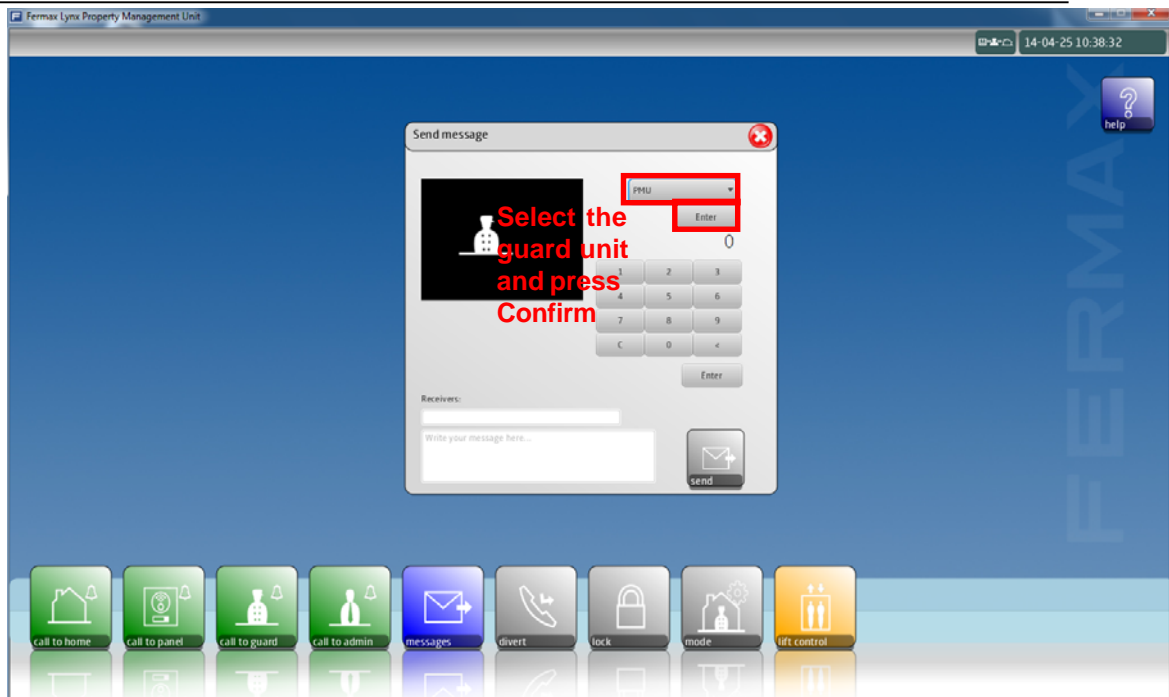 Fermax Lynx Property Management Unit
14-04-25 10:38:32
help
FERMAX
Send message
PMU
Enter
0
Select the
guard unit
and press
Confirm
1 2 3
4 5 6
7 8 9
C 0 <
Enter
Receivers:
Write your message here...
send
call to home
call to panel
call to guard
call to admin
messages
divert
lock
mode
lift control